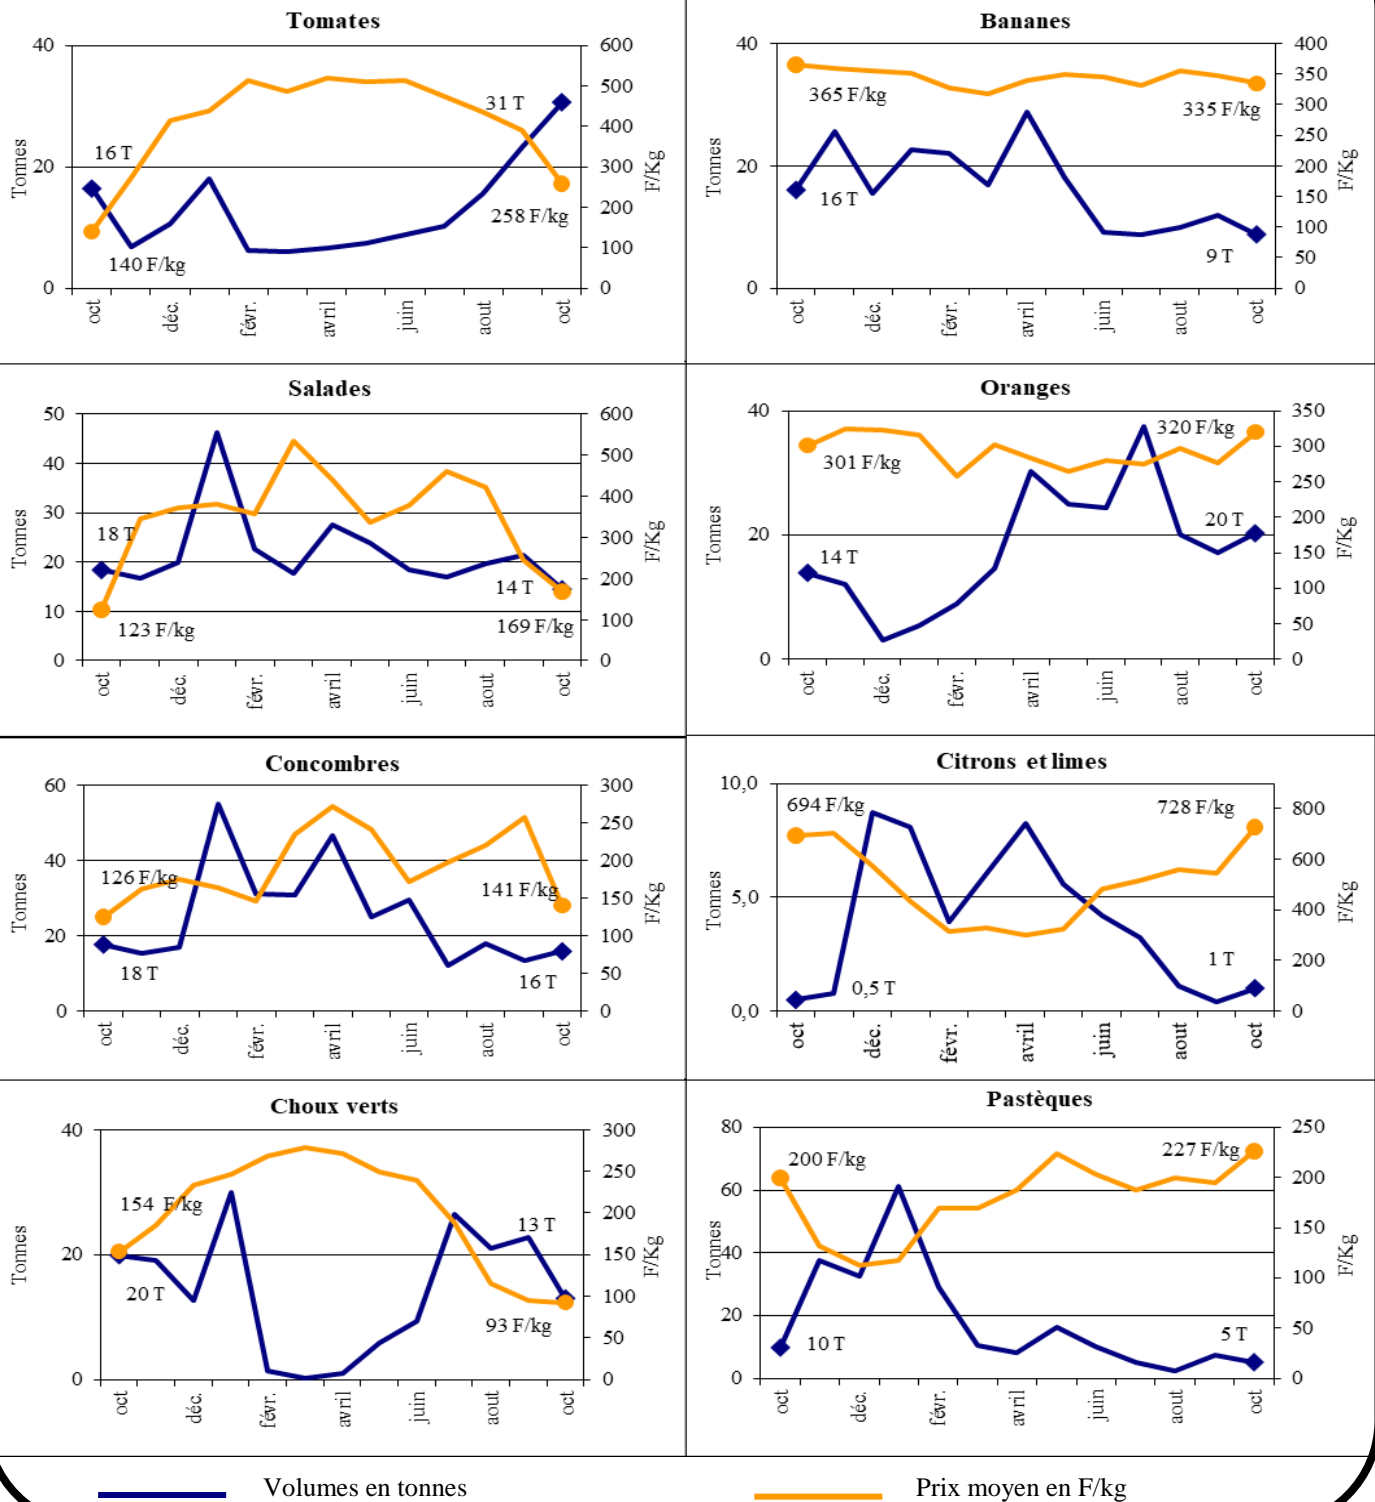 Tomates
40
20
0
Tonnes
600
500
400
300
200
100
0
F/Kg
16 T
140 F/kg
31 T
258 F/kg
oct
déc.
févr.
avril
juin
aout
oct
Bananes
40
20
0
Tonnes
400
350
300
250
200
150
100
50
0
F/Kg
365 F/kg
16 T
335 F/kg
9 T
oct
déc.
févr.
avril
juin
aout
oct
Salades
50
40
30
20
10
0
Tonnes
600
500
400
300
200
100
0
F/Kg
18 T
123 F/kg
14 T
169 F/kg
oct
déc.
févr.
avril
juin
aout
oct
Oranges
40
20
0
Tonnes
350
300
250
200
150
100
50
0
F/Kg
301 F/kg
14 T
320 F/kg
20 T
oct
déc.
févr.
avril
juin
aout
oct
Concombres
60
40
20
0
Tonnes
300
250
200
150
100
50
0
F/Kg
126 F/kg
18 T
141 F/kg
16 T
oct
déc.
févr.
avril
juin
aout
oct
Citrons et limes
10,0
5,0
0,0
Tonnes
800
600
400
200
0
F/Kg
694 F/kg
0,5 T
728 F/kg
1 T
oct
déc.
févr.
avril
juin
aout
oct
Choux verts
40
20
0
Tonnes
300
250
200
150
100
50
0
F/Kg
154 F/kg
20 T
13 T
93 F/kg
oct
déc.
févr.
avril
juin
aout
oct
Pastèques
80
60
40
20
0
Tonnes
250
200
150
100
50
0
F/Kg
200 F/kg
10 T
227 F/kg
5 T
oct
déc.
févr.
avril
juin
aout
oct
Volumes en tonnes
Prix moyen en F/kg